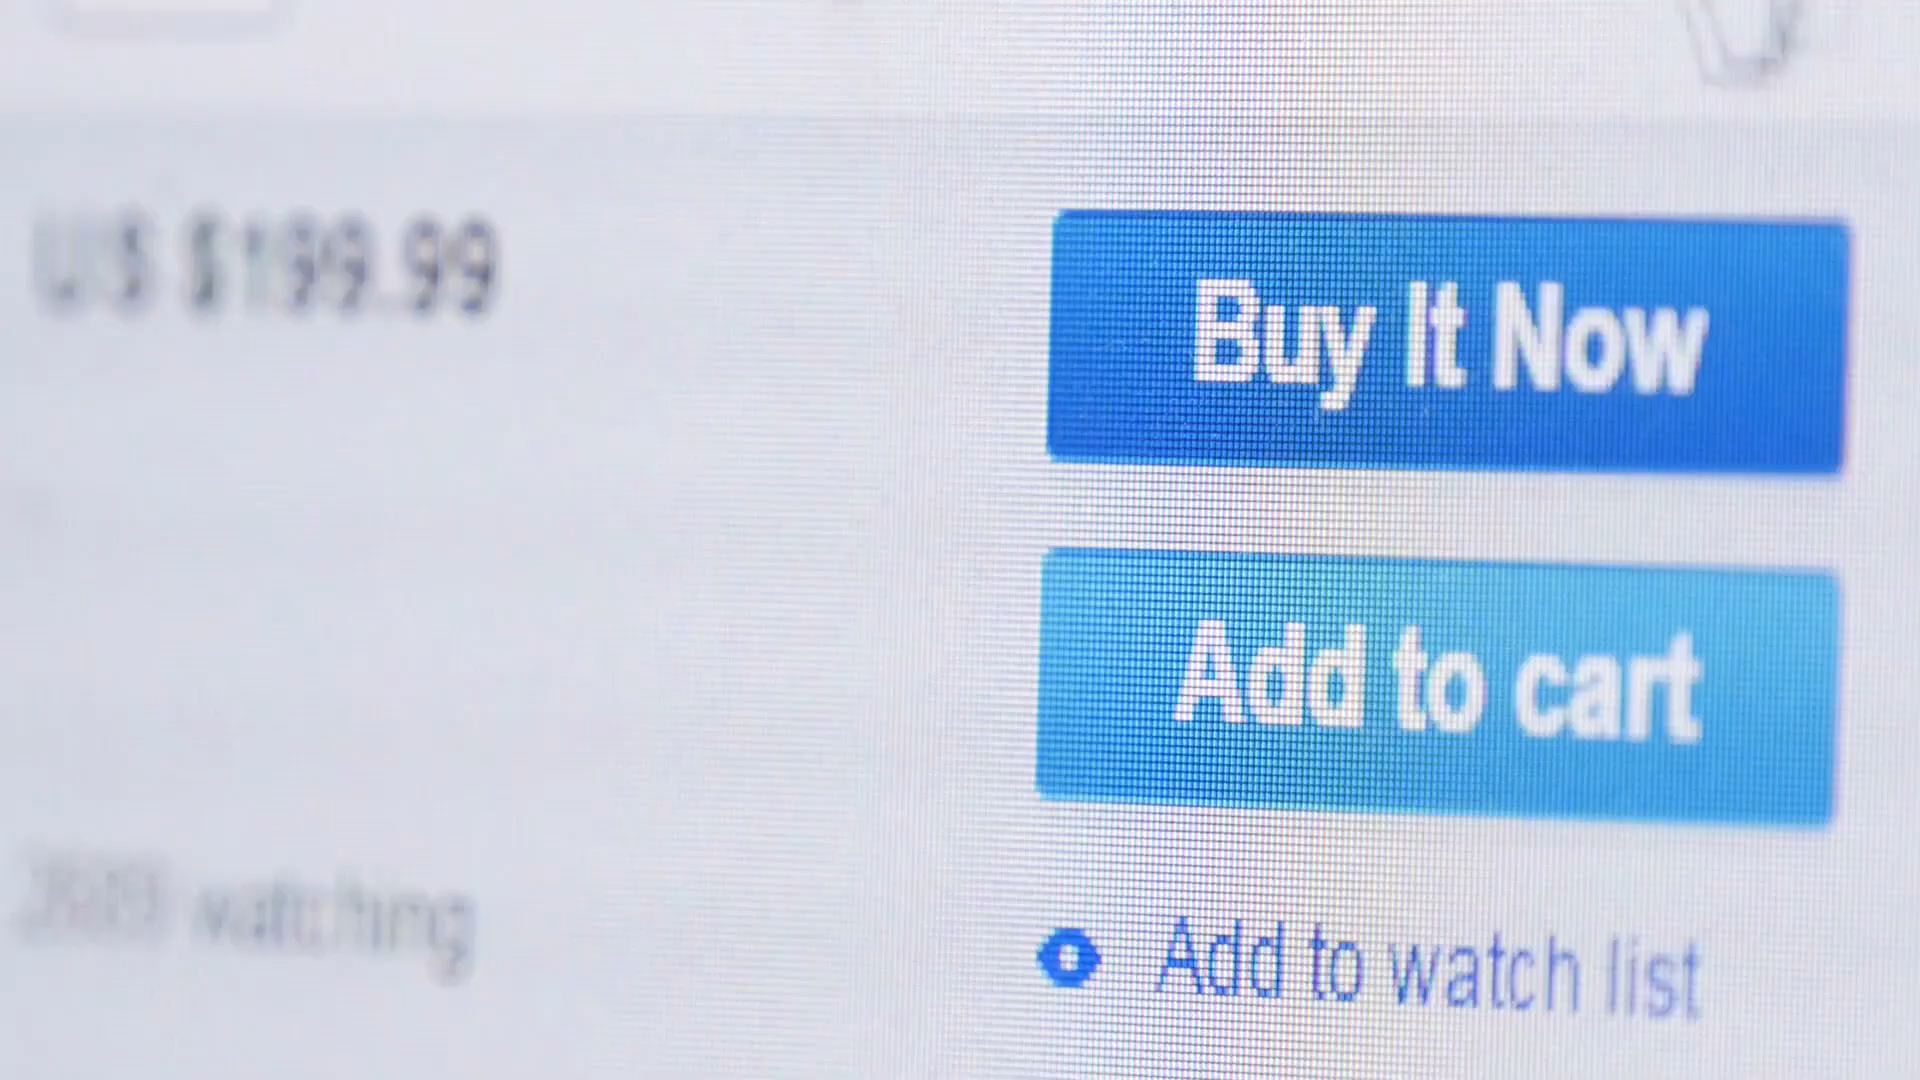 US $199.99
Buy It Now
Add to cart
watching
Add to watch list